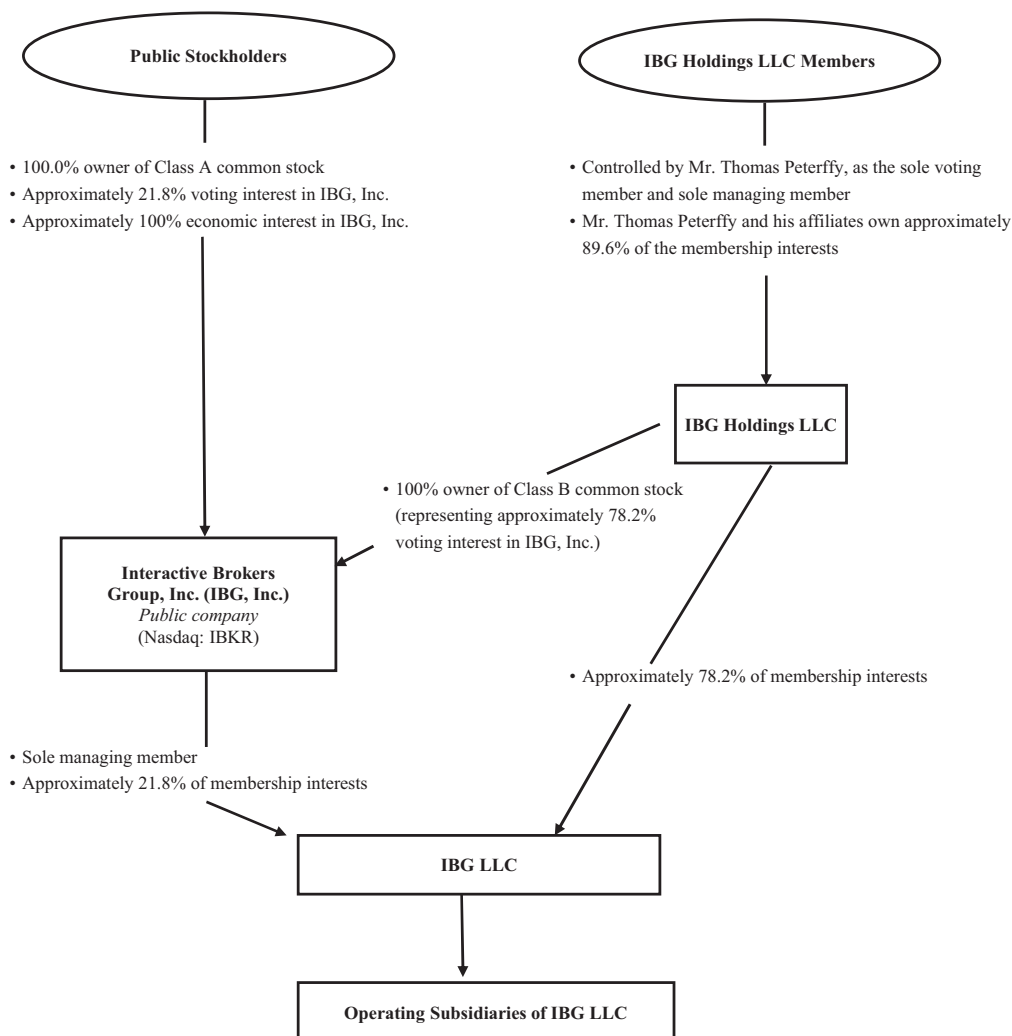 Public Stockholders
IBG Holdings LLC Members
• 100.0% owner of Class A common stock
• Approximately 21.8% voting interest in IBG, Inc.
• Approximately 100% economic interest in IBG, Inc.
• Controlled by Mr. Thomas Peterffy, as the sole voting
member and sole managing member
• Mr. Thomas Peterffy and his affiliates own approximately
89.6% of the membership interests
IBG Holdings LLC
• 100% owner of Class B common stock
(representing approximately 78.2%
voting interest in IBG, Inc.)
Interactive Brokers
Group, Inc. (IBG, Inc.)
Public company
(Nasdaq: IBKR)
• Approximately 78.2% of membership interests
• Sole managing member
• Approximately 21.8% of membership interests
IBG LLC
Operating Subsidiaries of IBG LLC